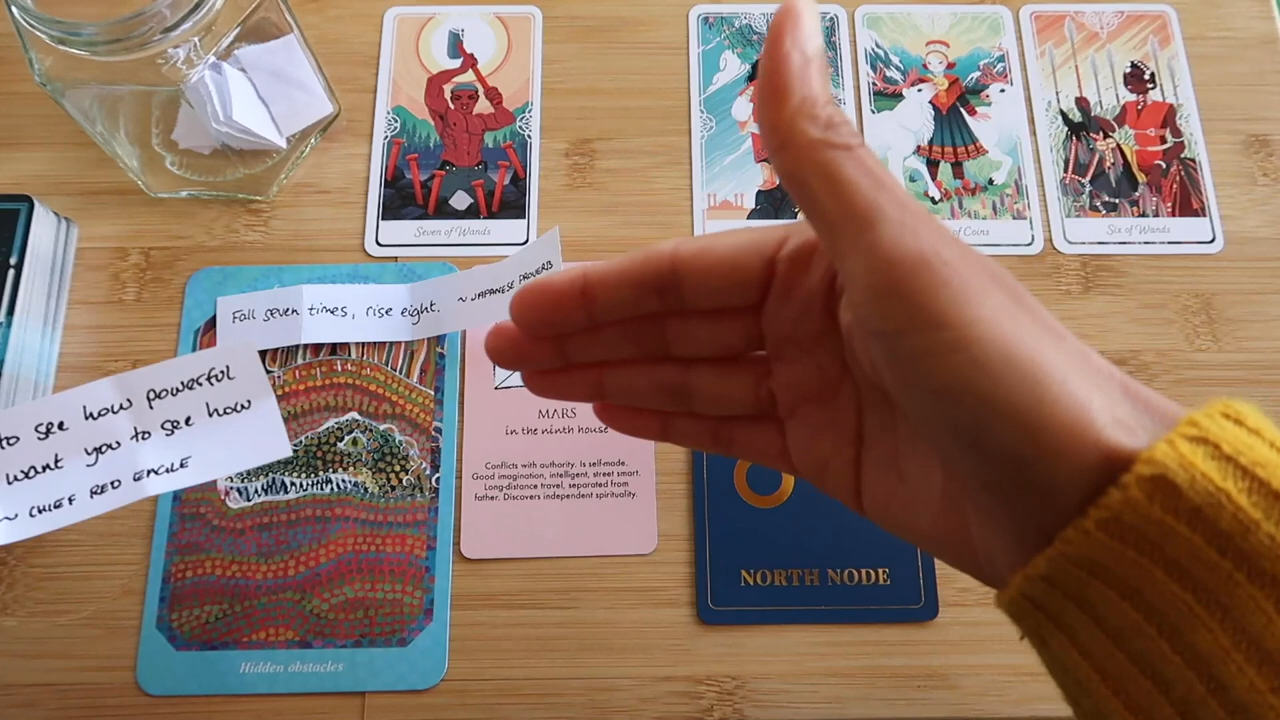 Seven of Wands
of Coins
Six of Wands
Fall seven times, rise eight.
~ JAPANESE PROVERB
to see how powerful
want you to see how
~ CHIEF RED EAGLE
MARS
in the ninth house
Conflicts with authority. Is self-made.
Good imagination, intelligent, street smart.
Long-distance travel, separated from
father. Discovers independent spirituality.
NORTH NODE
Hidden obstacles